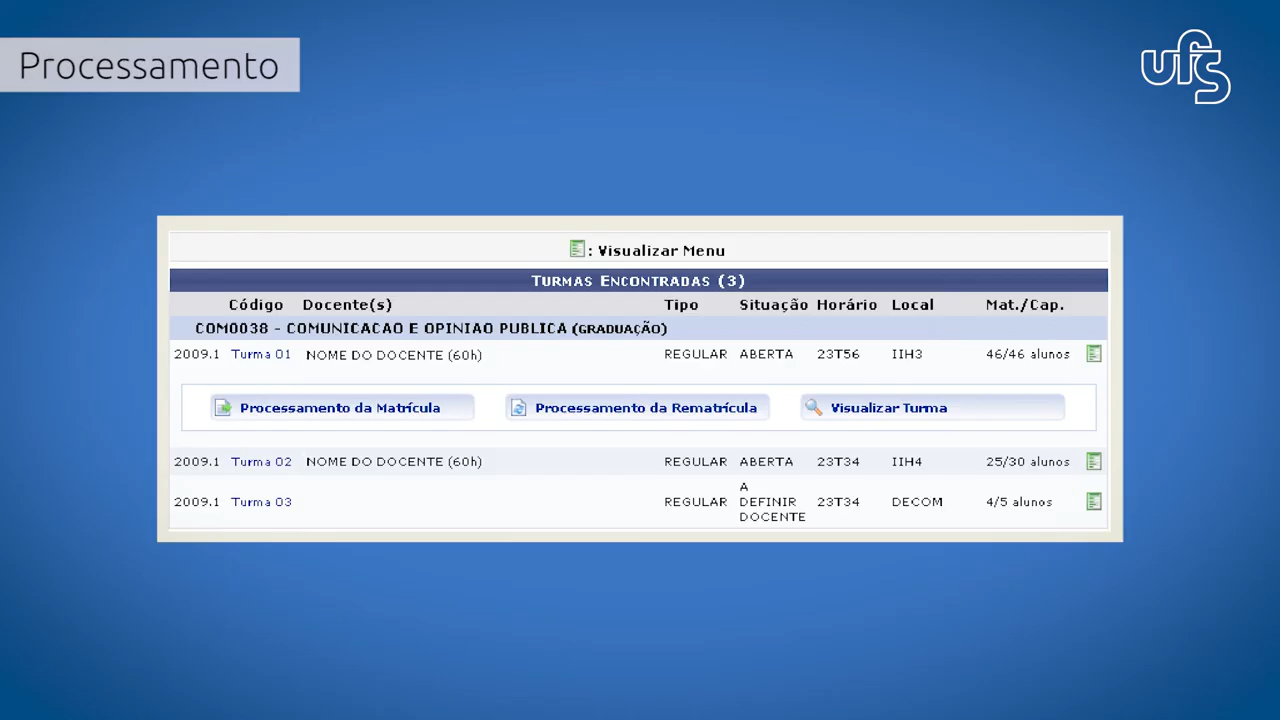 Processamento
ufs
: Visualizar Menu
TURMAS ENCONTRADAS (3)
Código Docente(s) Tipo Situação Horário Local Mat./Cap.
COM0038 - COMUNICACAO E OPINIAO PUBLICA (GRADUAÇÃO)
2009.1 Turma 01 NOME DO DOCENTE (60h) REGULAR ABERTA 23T56 IIH3 46/46 alunos
Processamento da Matrícula Processamento da Rematrícula Visualizar Turma
2009.1 Turma 02 NOME DO DOCENTE (60h) REGULAR ABERTA 23T34 IIH4 25/30 alunos
2009.1 Turma 03 REGULAR A DEFINIR DOCENTE 23T34 DECOM 4/5 alunos